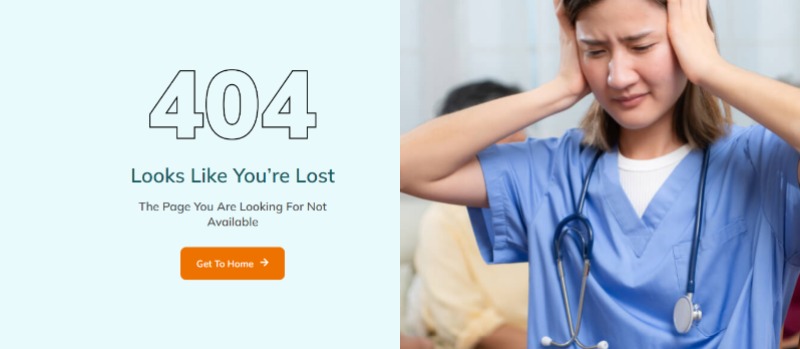 404
Looks Like You're Lost
The Page You Are Looking For Not
Available
Get To Home →